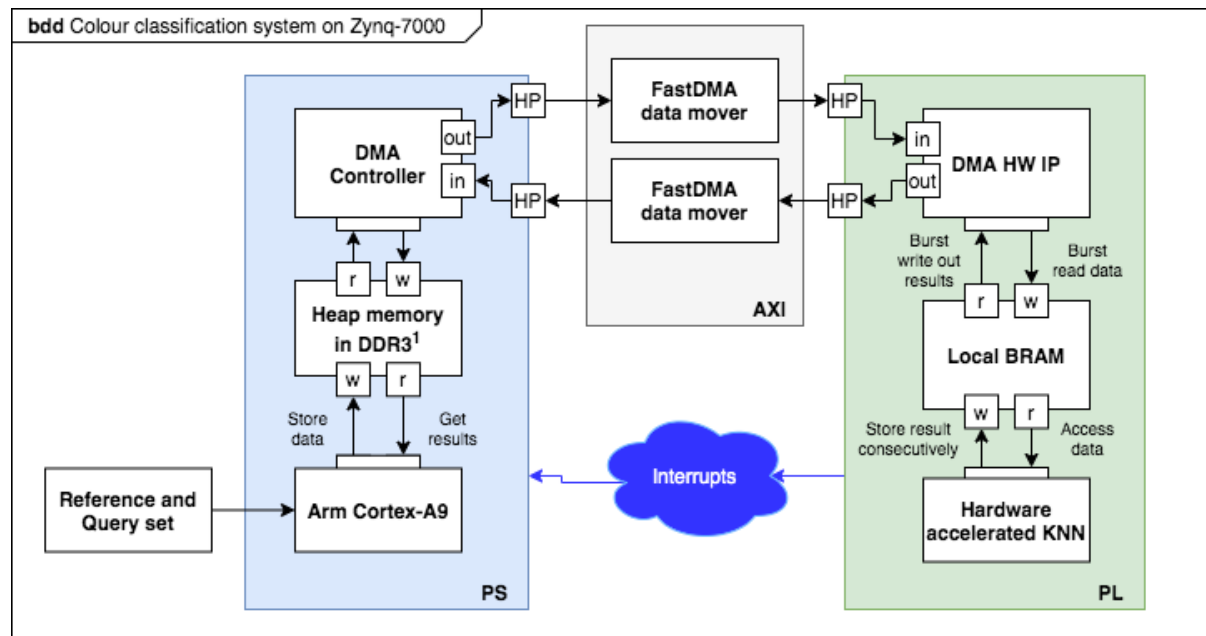 bdd Colour classification system on Zynq-7000
FastDMA
data mover
FastDMA
data mover
AXI
HP
HP
HP
HP
DMA
Controller
out
in
r
w
Heap memory
in DDR3¹
w
r
Store
data
Get
results
Arm Cortex-A9
PS
Reference and
Query set
Interrupts
in
out
DMA HW IP
Burst
write out
results
Burst
read data
r
w
Local BRAM
w
r
Store result
consecutively
Access
data
Hardware
accelerated KNN
PL